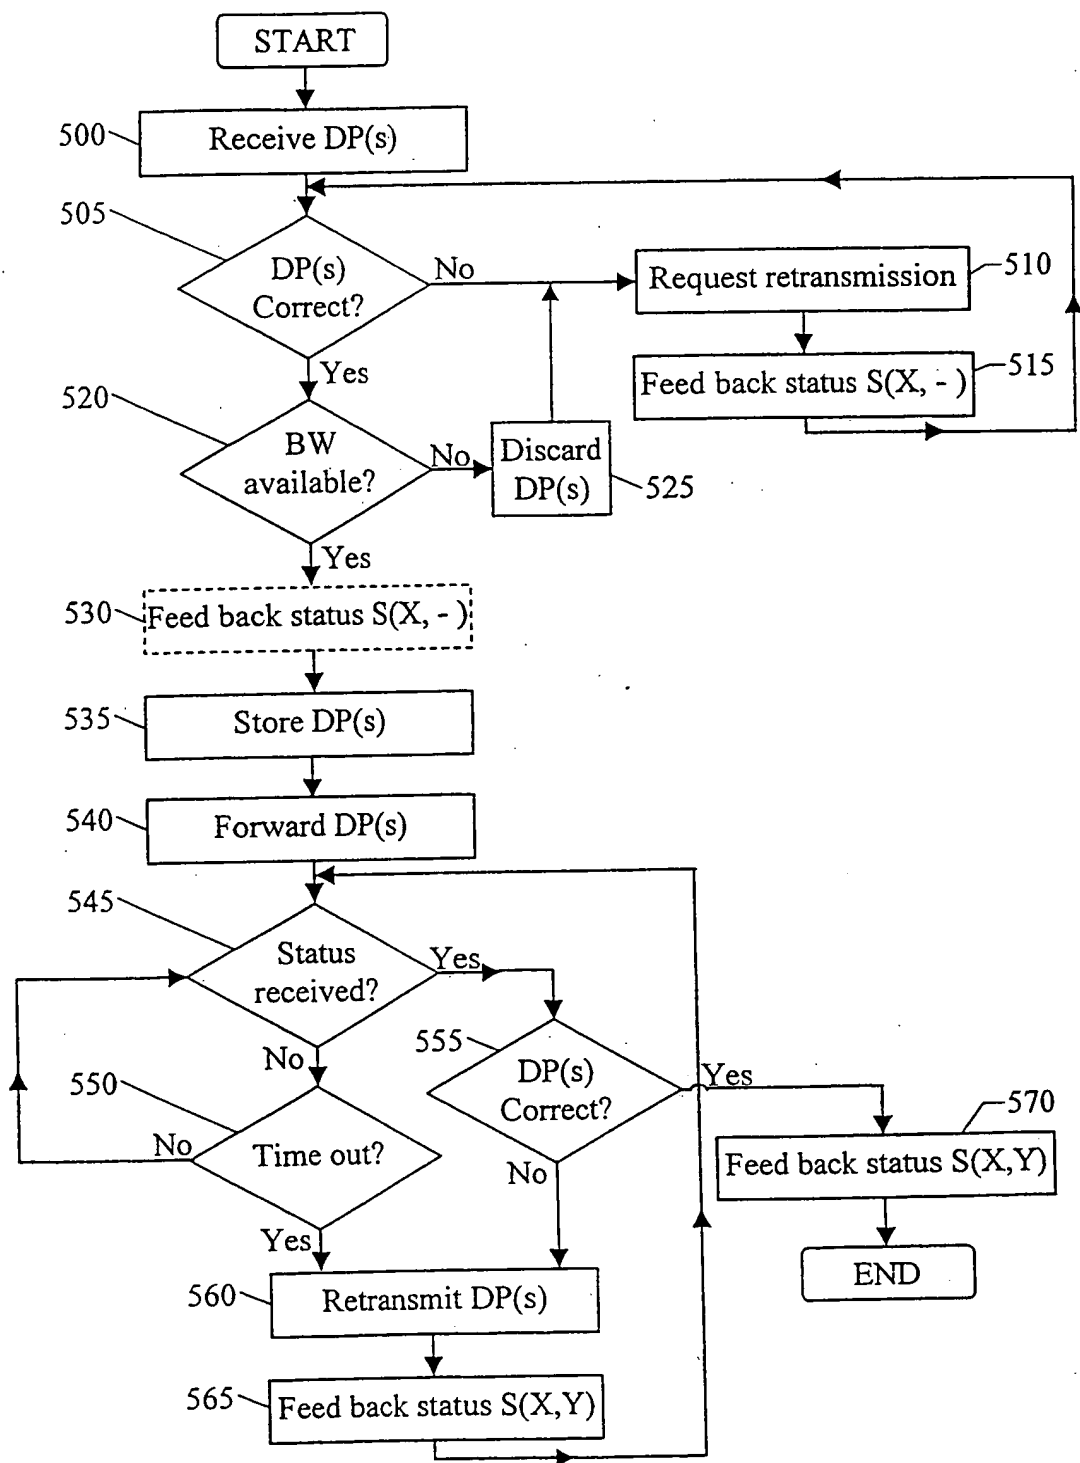 START
500
Receive DP(s)
505
DP(s)
Correct?
No
Request retransmission
510
Yes
Feed back status S(X, - )
515
520
BW
available?
No
Discard
DP(s)
525
Yes
530
Feed back status S(X, - )
535
Store DP(s)
540
Forward DP(s)
545
Status
received?
Yes
No
555
DP(s)
Correct?
Yes
550
Time out?
No
570
Feed back status S(X,Y)
No
Yes
END
560
Retransmit DP(s)
565
Feed back status S(X,Y)